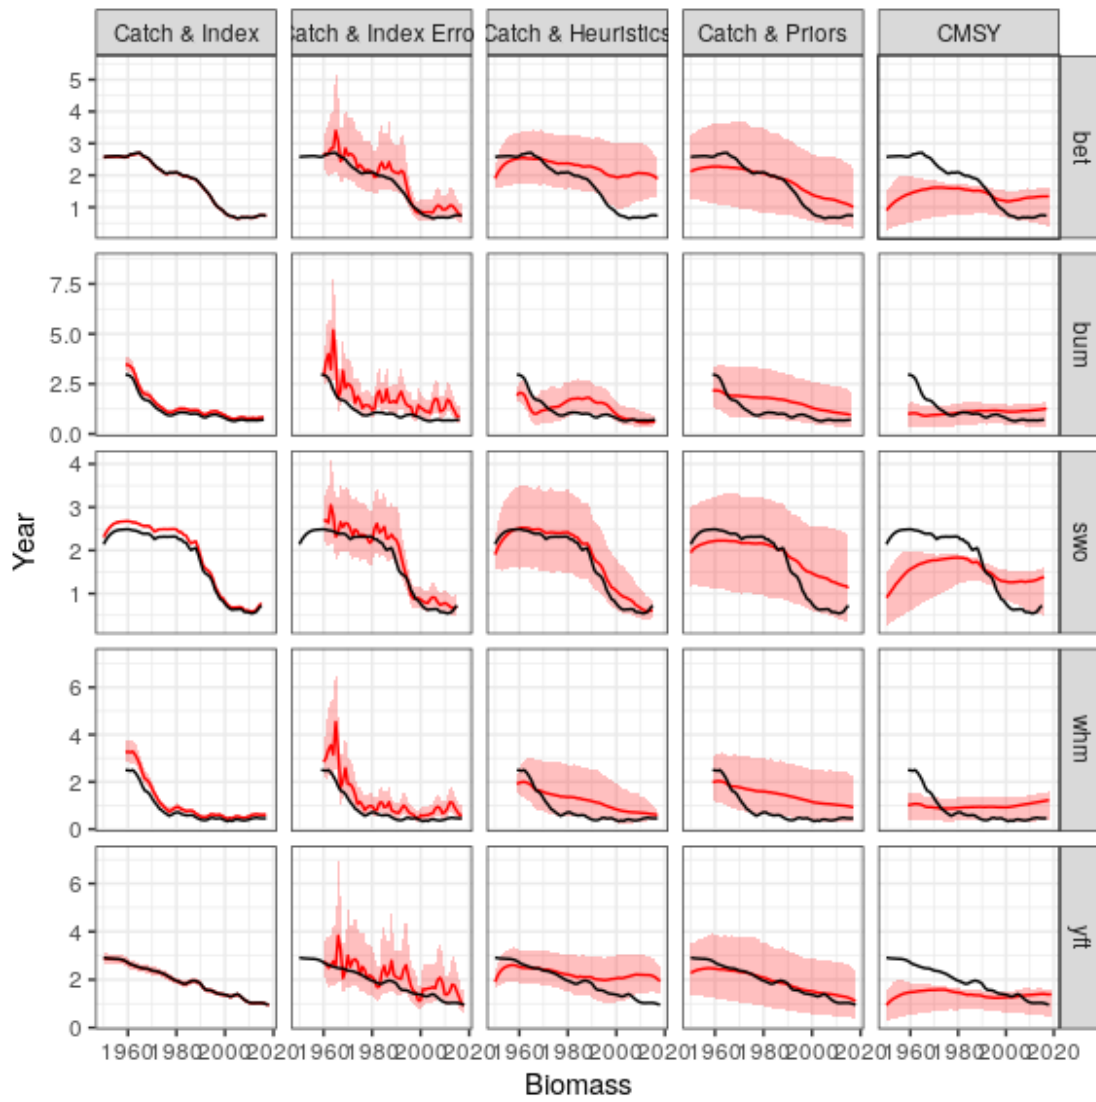 Catch & Index
Catch & Index Erro
Catch & Heuristics
Catch & Priors
CMSY
5
4
3
2
1
bet
7.5
5.0
2.5
0.0
bum
4
3
2
1
swo
6
4
2
0
whm
6
4
2
0
yft
Year
1960 1980 2000 2020 1960 1980 2000 2020 1960 1980 2000 2020 1960 1980 2000 2020 1960 1980 2000 2020
Biomass